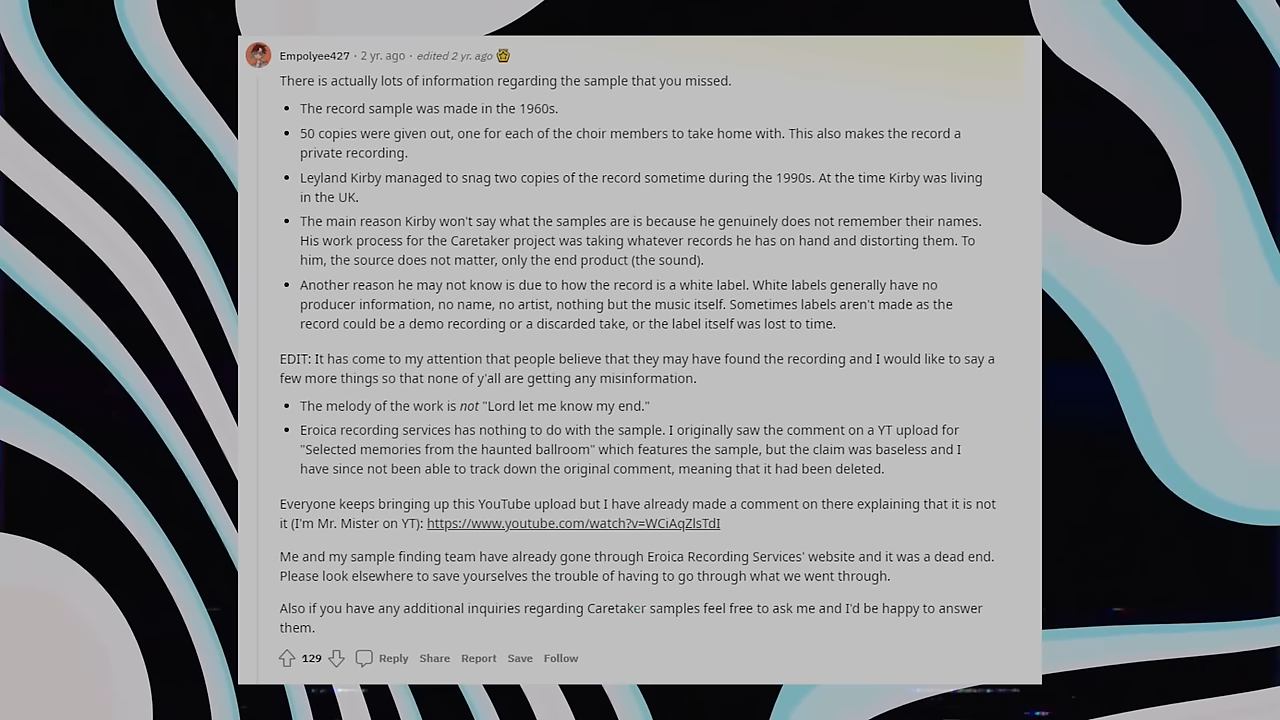 Empolyee427 · 2 yr. ago · edited 2 yr. ago
There is actually lots of information regarding the sample that you missed.
• The record sample was made in the 1960s.
• 50 copies were given out, one for each of the choir members to take home with. This also makes the record a
private recording.
• Leyland Kirby managed to snag two copies of the record sometime during the 1990s. At the time Kirby was living
in the UK.
• The main reason Kirby won't say what the samples are is because he genuinely does not remember their names.
His work process for the Caretaker project was taking whatever records he has on hand and distorting them. To
him, the source does not matter, only the end product (the sound).
• Another reason he may not know is due to how the record is a white label. White labels generally have no
producer information, no name, no artist, nothing but the music itself. Sometimes labels aren't made as the
record could be a demo recording or a discarded take, or the label itself was lost to time.
EDIT: It has come to my attention that people believe that they may have found the recording and I would like to say a
few more things so that none of y'all are getting any misinformation.
• The melody of the work is not "Lord let me know my end."
• Eroica recording services has nothing to do with the sample. I originally saw the comment on a YT upload for
"Selected memories from the haunted ballroom" which features the sample, but the claim was baseless and I
have since not been able to track down the original comment, meaning that it had been deleted.
Everyone keeps bringing up this YouTube upload but I have already made a comment on there explaining that it is not
it (I'm Mr. Mister on YT): https://www.youtube.com/watch?v=WCiAqZlsTdI
Me and my sample finding team have already gone through Eroica Recording Services' website and it was a dead end.
Please look elsewhere to save yourselves the trouble of having to go through what we went through.
Also if you have any additional inquiries regarding Caretaker samples feel free to ask me and I'd be happy to answer
them.
129 Reply Share Report Save Follow